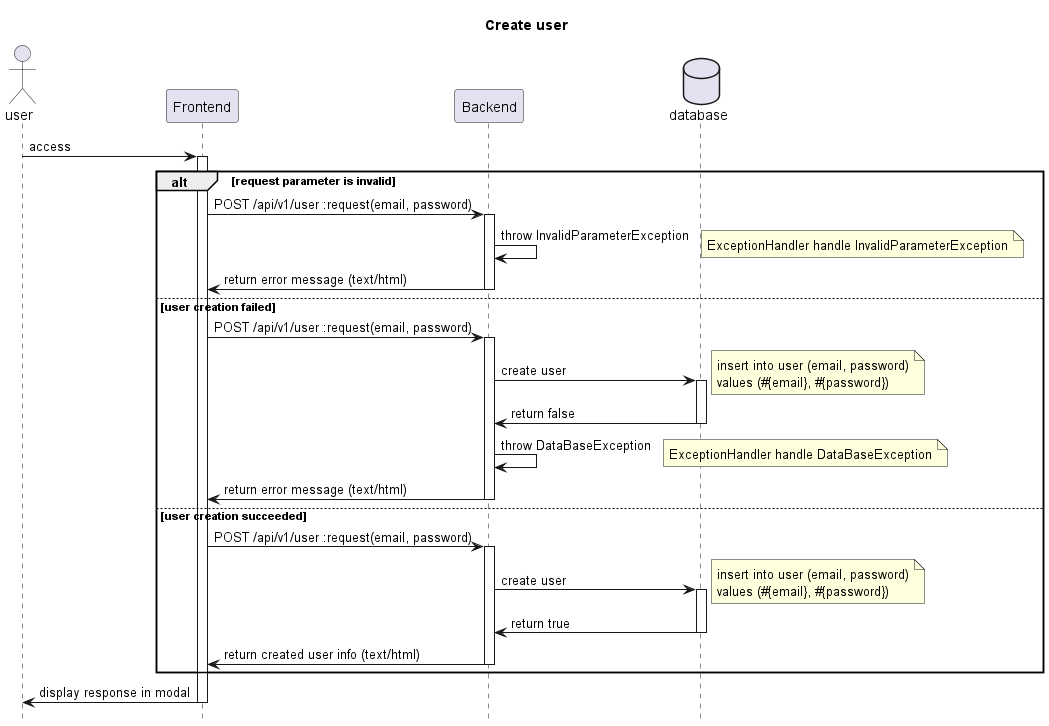 Create user
user
Frontend
Backend
database
access
alt
[request parameter is invalid]
POST /api/v1/user :request(email, password)
throw InvalidParameterException
ExceptionHandler handle InvalidParameterException
return error message (text/html)
[user creation failed]
POST /api/v1/user :request(email, password)
create user
insert into user (email, password)
values (#{email}, #{password})
return false
throw DataBaseException
ExceptionHandler handle DataBaseException
return error message (text/html)
[user creation succeeded]
POST /api/v1/user :request(email, password)
create user
insert into user (email, password)
values (#{email}, #{password})
return true
return created user info (text/html)
display response in modal